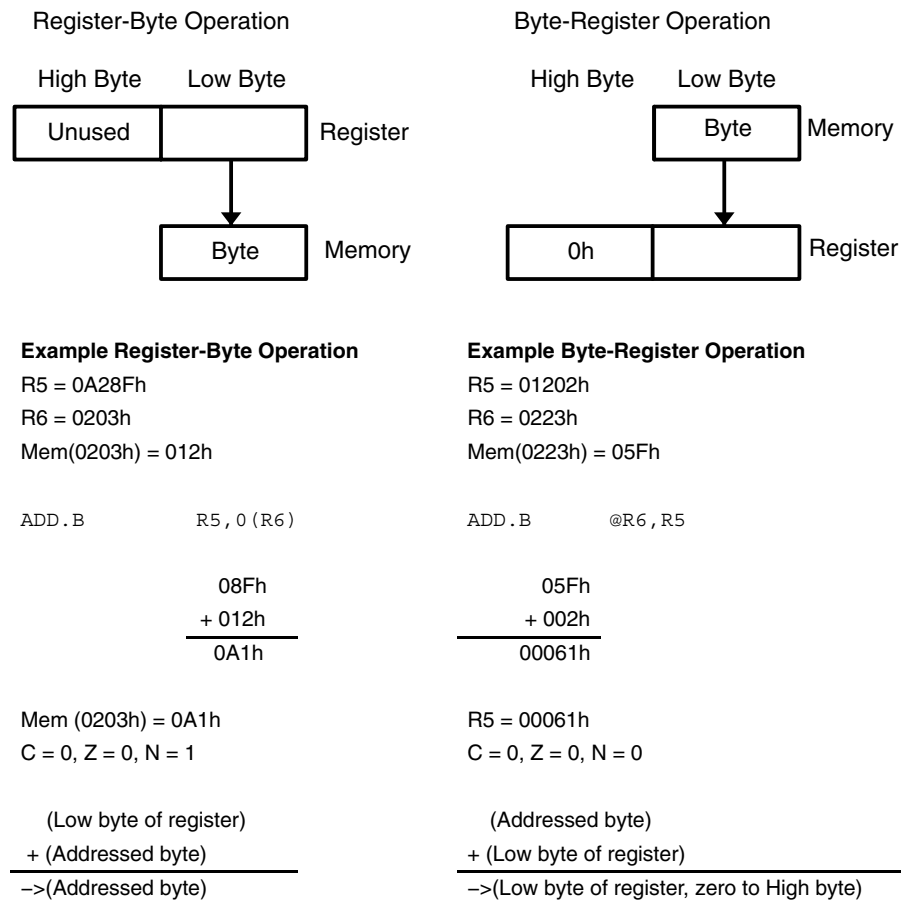 Register-Byte Operation
High Byte Low Byte
Unused Register
Byte Memory
Example Register-Byte Operation
R5 = 0A28Fh
R6 = 0203h
Mem(0203h) = 012h
ADD.B R5,0(R6)
08Fh
+ 012h
0A1h
Mem (0203h) = 0A1h
C = 0, Z = 0, N = 1
(Low byte of register)
+ (Addressed byte)
−>(Addressed byte)
Byte-Register Operation
High Byte Low Byte
Byte Memory
0h Register
Example Byte-Register Operation
R5 = 01202h
R6 = 0223h
Mem(0223h) = 05Fh
ADD.B @R6,R5
05Fh
+ 002h
00061h
R5 = 00061h
C = 0, Z = 0, N = 0
(Addressed byte)
+ (Low byte of register)
−>(Low byte of register, zero to High byte)